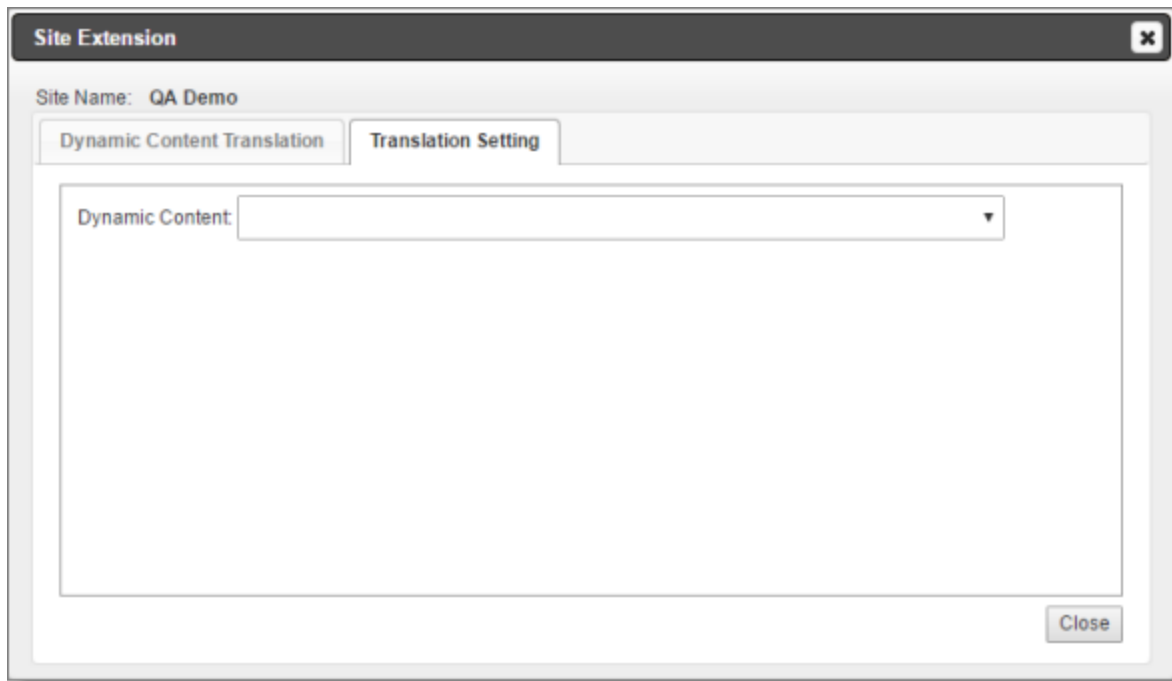 Site Extension
Site Name: QA Demo
Dynamic Content Translation Translation Setting
Dynamic Content:
Close